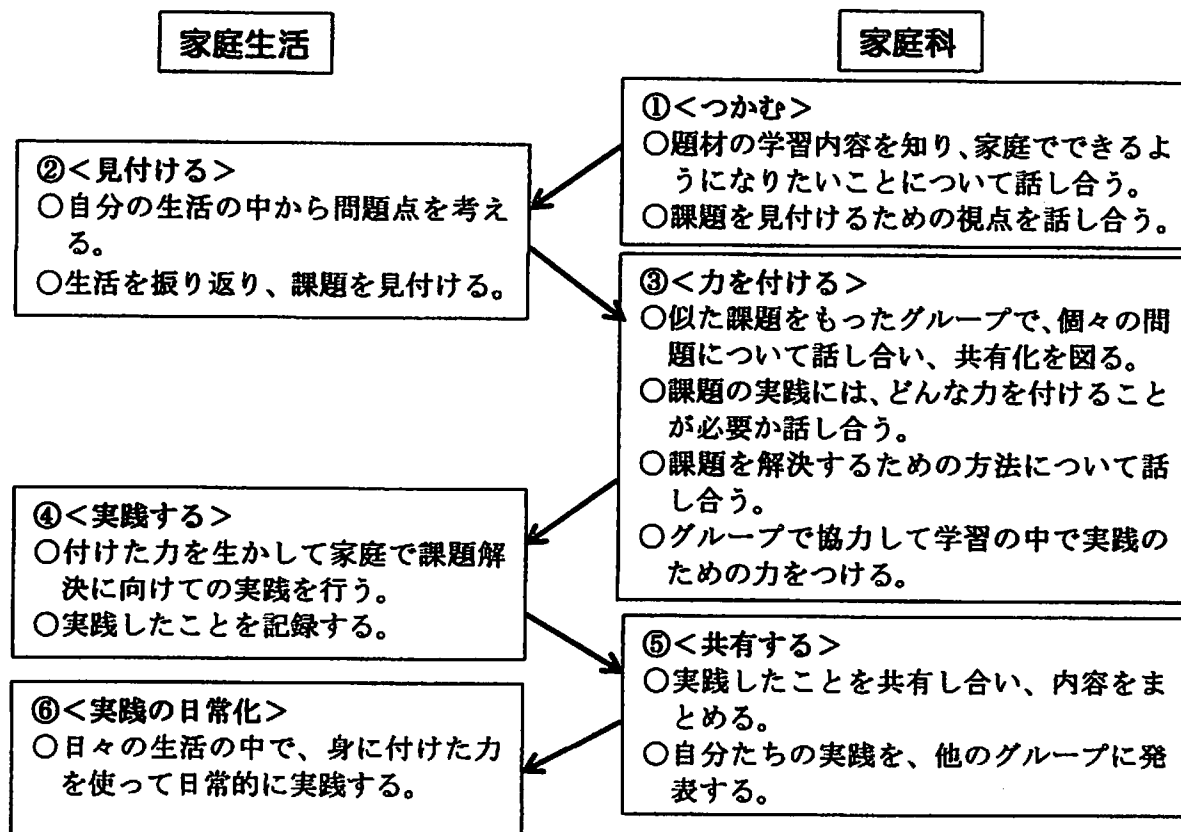 家庭生活
家庭科
①＜つかむ＞
○題材の学習内容を知り、家庭でできるよ
うになりたいことについて話し合う。
○課題を見付けるための視点を話し合う。
②＜見付ける＞
○自分の生活の中から問題点を考え
る。
○生活を振り返り、課題を見付ける。
③＜力を付ける＞
○似た課題をもったグループで、個々の問
題について話し合い、共有化を図る。
○課題の実践には、どんな力を付けること
が必要か話し合う。
○課題を解決するための方法について話
し合う。
○グループで協力して学習の中で実践の
ための力をつける。
④＜実践する＞
○付けた力を生かして家庭で課題解
決に向けての実践を行う。
○実践したことを記録する。
⑤＜共有する＞
○実践したことを共有し合い、内容をま
とめる。
○自分たちの実践を、他のグループに発
表する。
⑥＜実践の日常化＞
○日々の生活の中で、身に付けた力
を使って日常的に実践する。